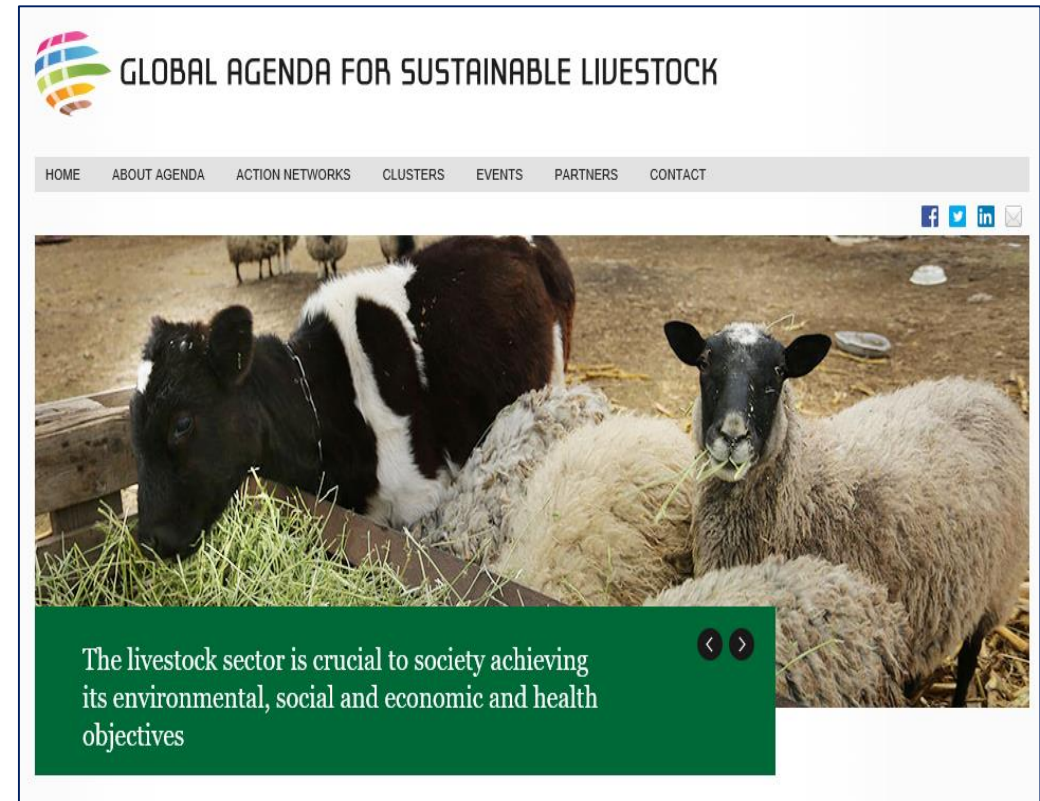 GLOBAL AGENDA FOR SUSTAINABLE LIVESTOCK
HOME ABOUT AGENDA ACTION NETWORKS CLUSTERS EVENTS PARTNERS CONTACT
f in
The livestock sector is crucial to society achieving
its environmental, social and economic and health
objectives